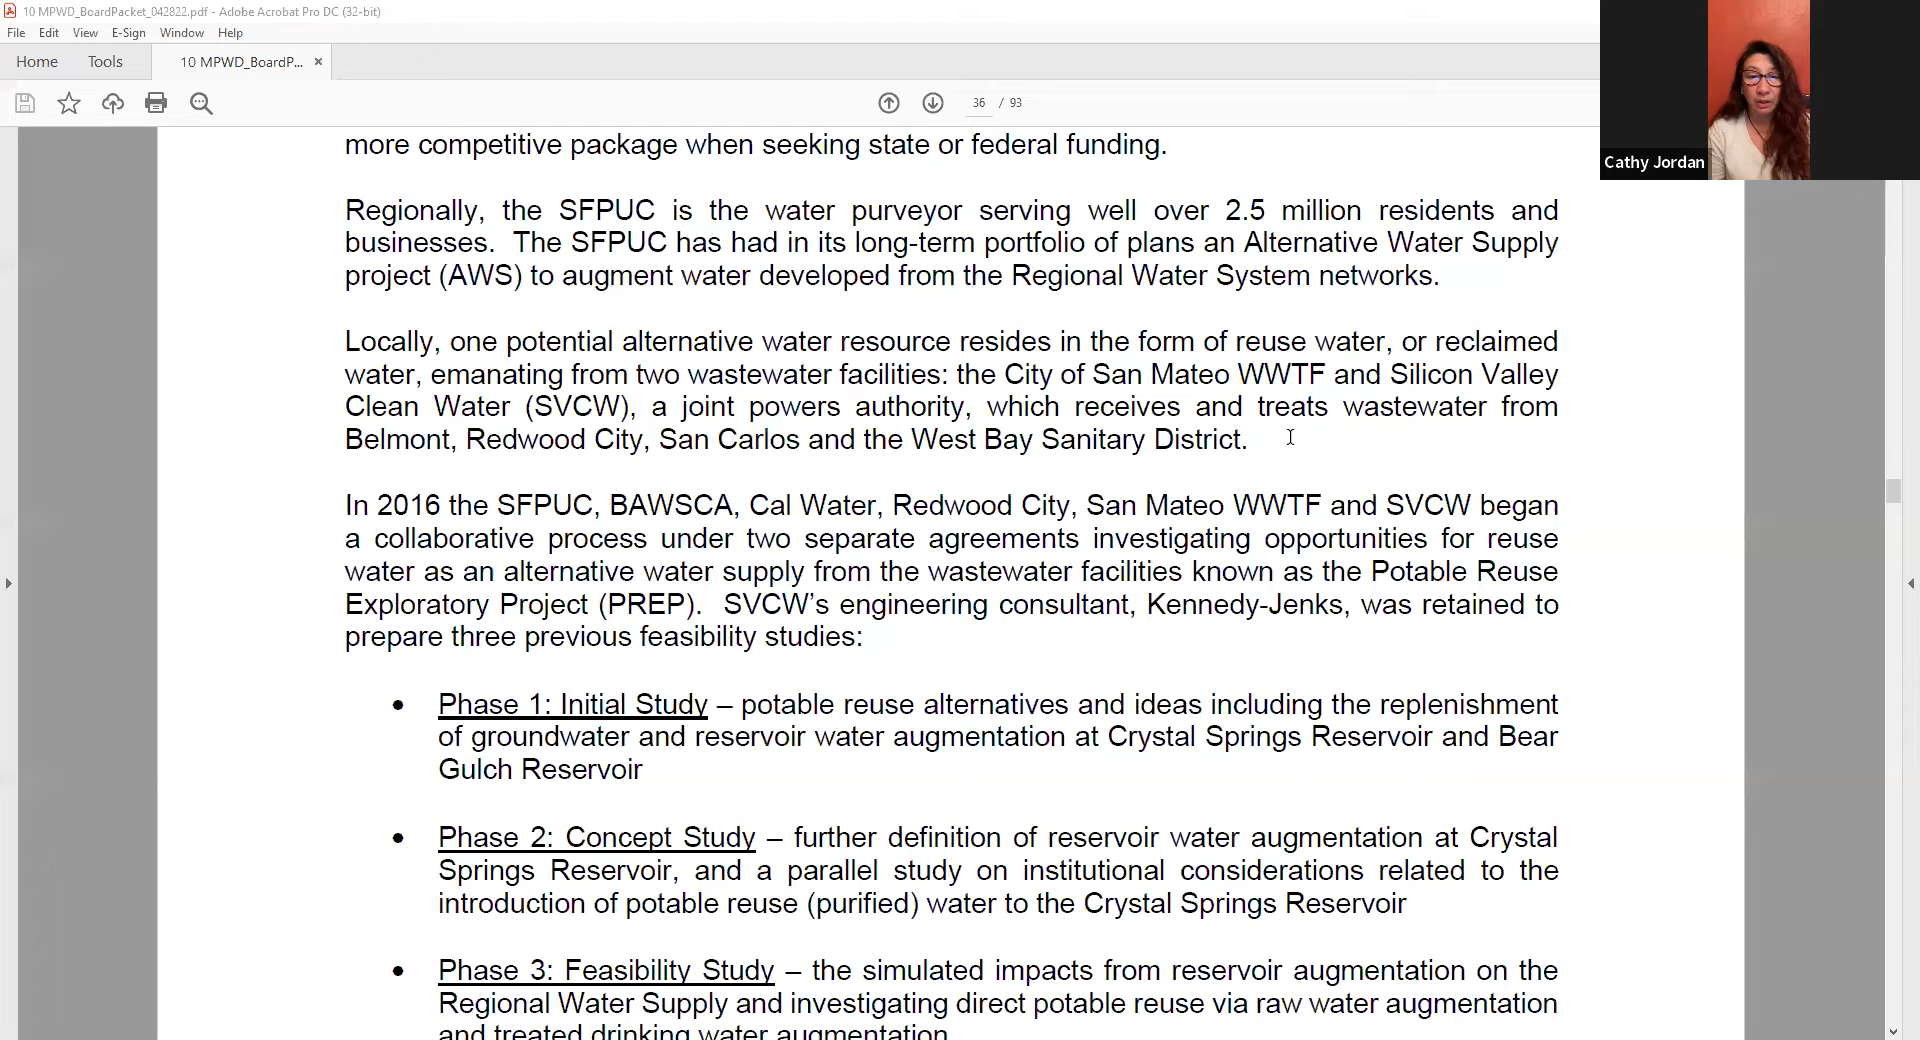 10 MPWD_BoardPacket_042822.pdf - Adobe Acrobat Pro DC (32-bit)
File Edit View E-Sign Window Help
Home Tools 10 MPWD_BoardP... ×
36 / 93
Cathy Jordan
more competitive package when seeking state or federal funding.
Regionally, the SFPUC is the water purveyor serving well over 2.5 million residents and
businesses. The SFPUC has had in its long-term portfolio of plans an Alternative Water Supply
project (AWS) to augment water developed from the Regional Water System networks.
Locally, one potential alternative water resource resides in the form of reuse water, or reclaimed
water, emanating from two wastewater facilities: the City of San Mateo WWTF and Silicon Valley
Clean Water (SVCW), a joint powers authority, which receives and treats wastewater from
Belmont, Redwood City, San Carlos and the West Bay Sanitary District.
In 2016 the SFPUC, BAWSCA, Cal Water, Redwood City, San Mateo WWTF and SVCW began
a collaborative process under two separate agreements investigating opportunities for reuse
water as an alternative water supply from the wastewater facilities known as the Potable Reuse
Exploratory Project (PREP). SVCW's engineering consultant, Kennedy-Jenks, was retained to
prepare three previous feasibility studies:
• Phase 1: Initial Study – potable reuse alternatives and ideas including the replenishment
of groundwater and reservoir water augmentation at Crystal Springs Reservoir and Bear
Gulch Reservoir
• Phase 2: Concept Study – further definition of reservoir water augmentation at Crystal
Springs Reservoir, and a parallel study on institutional considerations related to the
introduction of potable reuse (purified) water to the Crystal Springs Reservoir
• Phase 3: Feasibility Study – the simulated impacts from reservoir augmentation on the
Regional Water Supply and investigating direct potable reuse via raw water augmentation
and treated drinking water augmentation